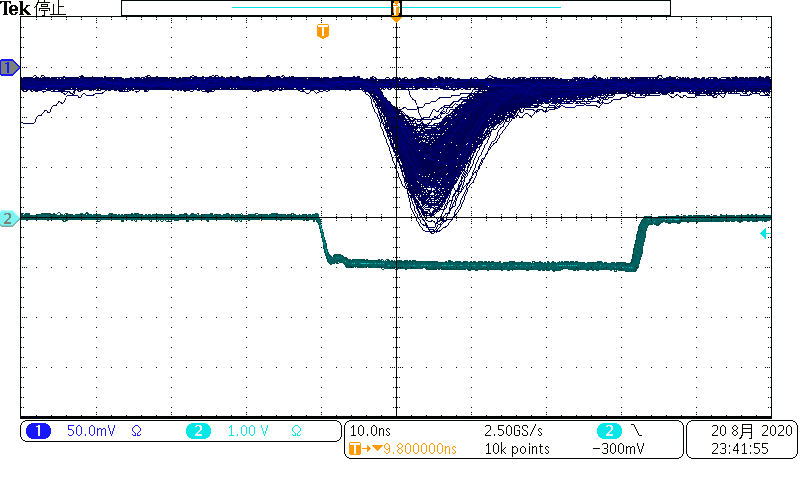 Tek 停止
T
T
1
2
1 50.0mV Ω 2 1.00 V Ω
10.0ns 2.50GS/s 2
T→▼9.800000ns 10k points −300mV
20 8月 2020
23:41:55